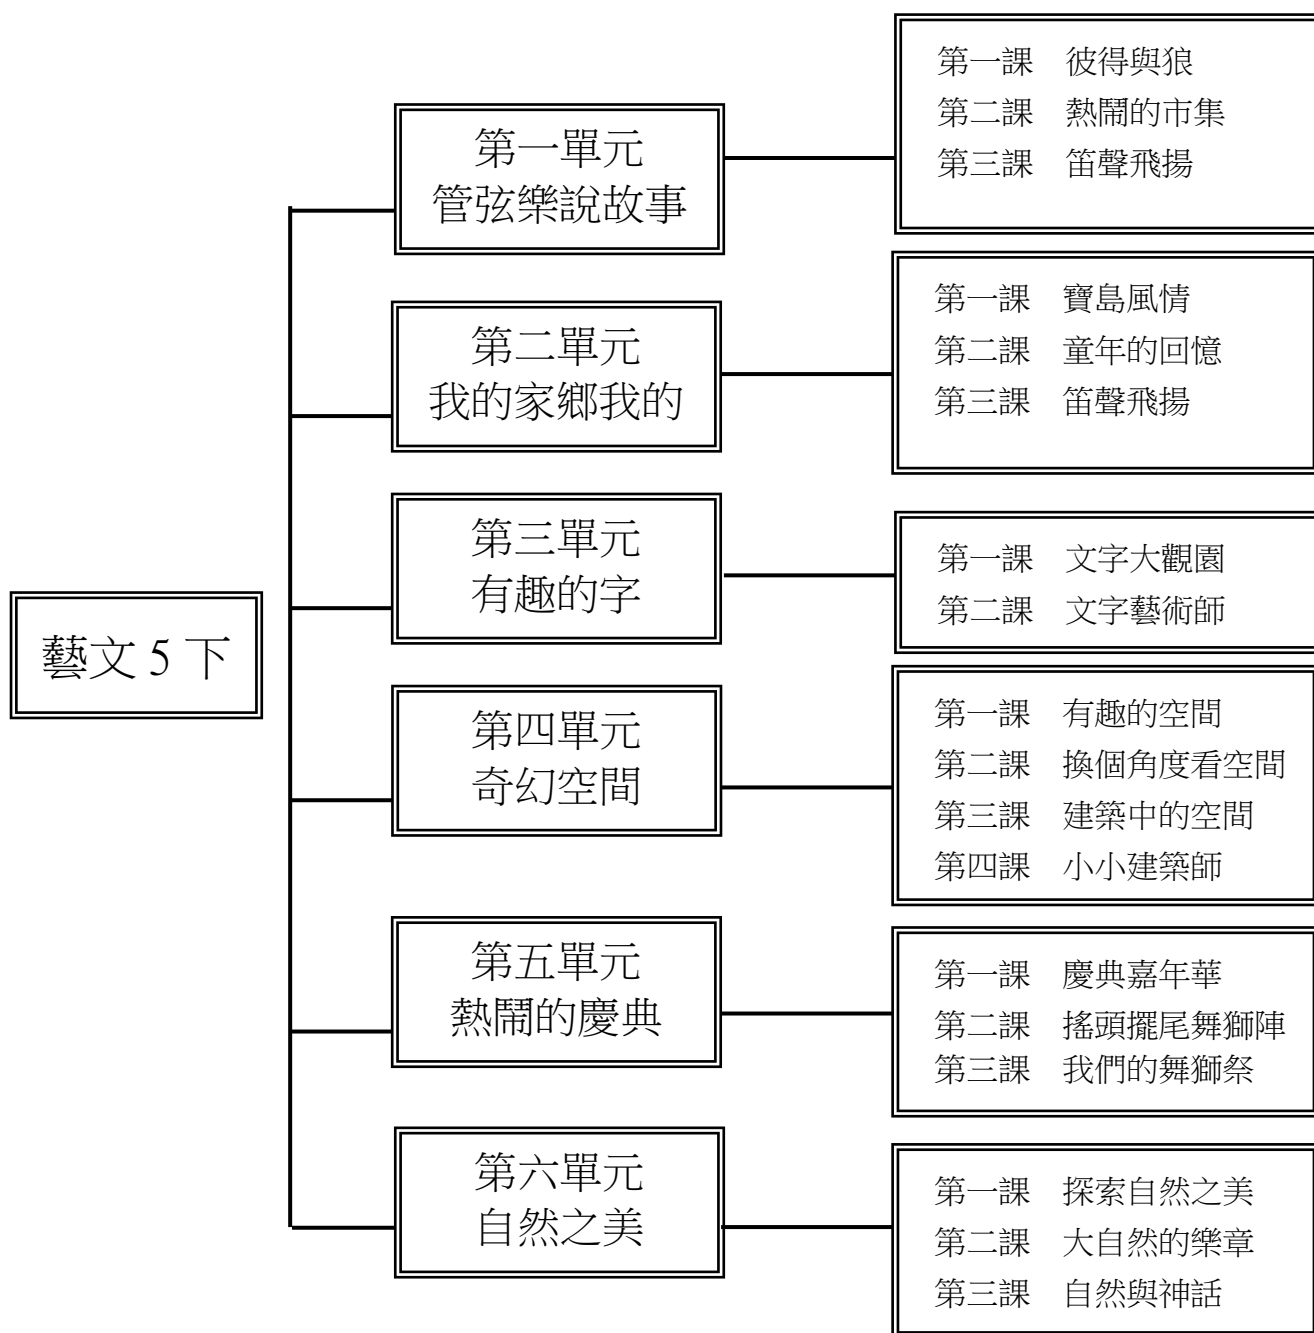 藝文 5 下
第一單元
管弦樂說故事
第一課　彼得與狼
第二課　熱鬧的市集
第三課　笛聲飛揚
第二單元
我的家鄉我的
第一課　寶島風情
第二課　童年的回憶
第三課　笛聲飛揚
第三單元
有趣的字
第一課　文字大觀園
第二課　文字藝術師
第四單元
奇幻空間
第一課　有趣的空間
第二課　換個角度看空間
第三課　建築中的空間
第四課　小小建築師
第五單元
熱鬧的慶典
第一課　慶典嘉年華
第二課　搖頭擺尾舞獅陣
第三課　我們的舞獅祭
第六單元
自然之美
第一課　探索自然之美
第二課　大自然的樂章
第三課　自然與神話